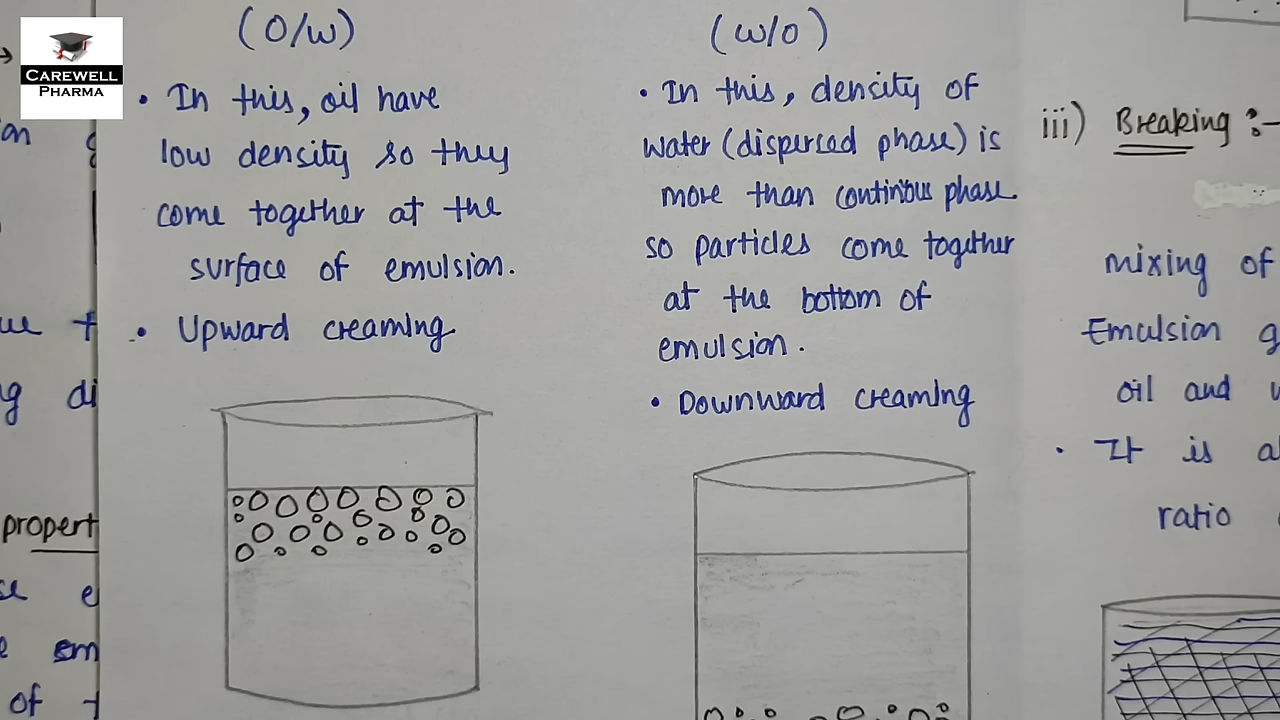 CAREWELL
PHARMA
(O/W)
• In this, oil have
low density so they
come together at the
surface of emulsion.
• Upward creaming
(W/O)
• In this, density of
water (disperced phase) is
more than continous phase
so particles come together
at the bottom of
emulsion.
• Downward creaming
iii) Breaking :-
mixing of
Emulsion
oil and
• It is
ratio
propert
of